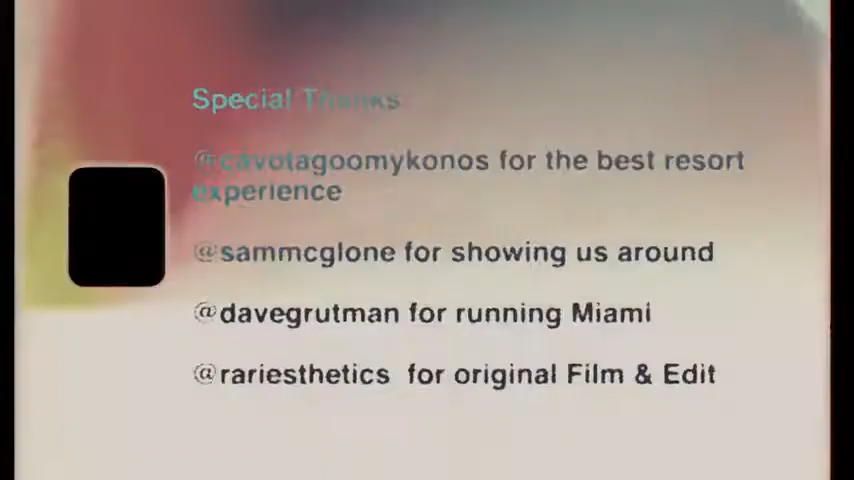 Special Thanks
@cavotagoomykonos for the best resort
experience
@sammcglone for showing us around
@davegrutman for running Miami
@rariesthetics for original Film & Edit